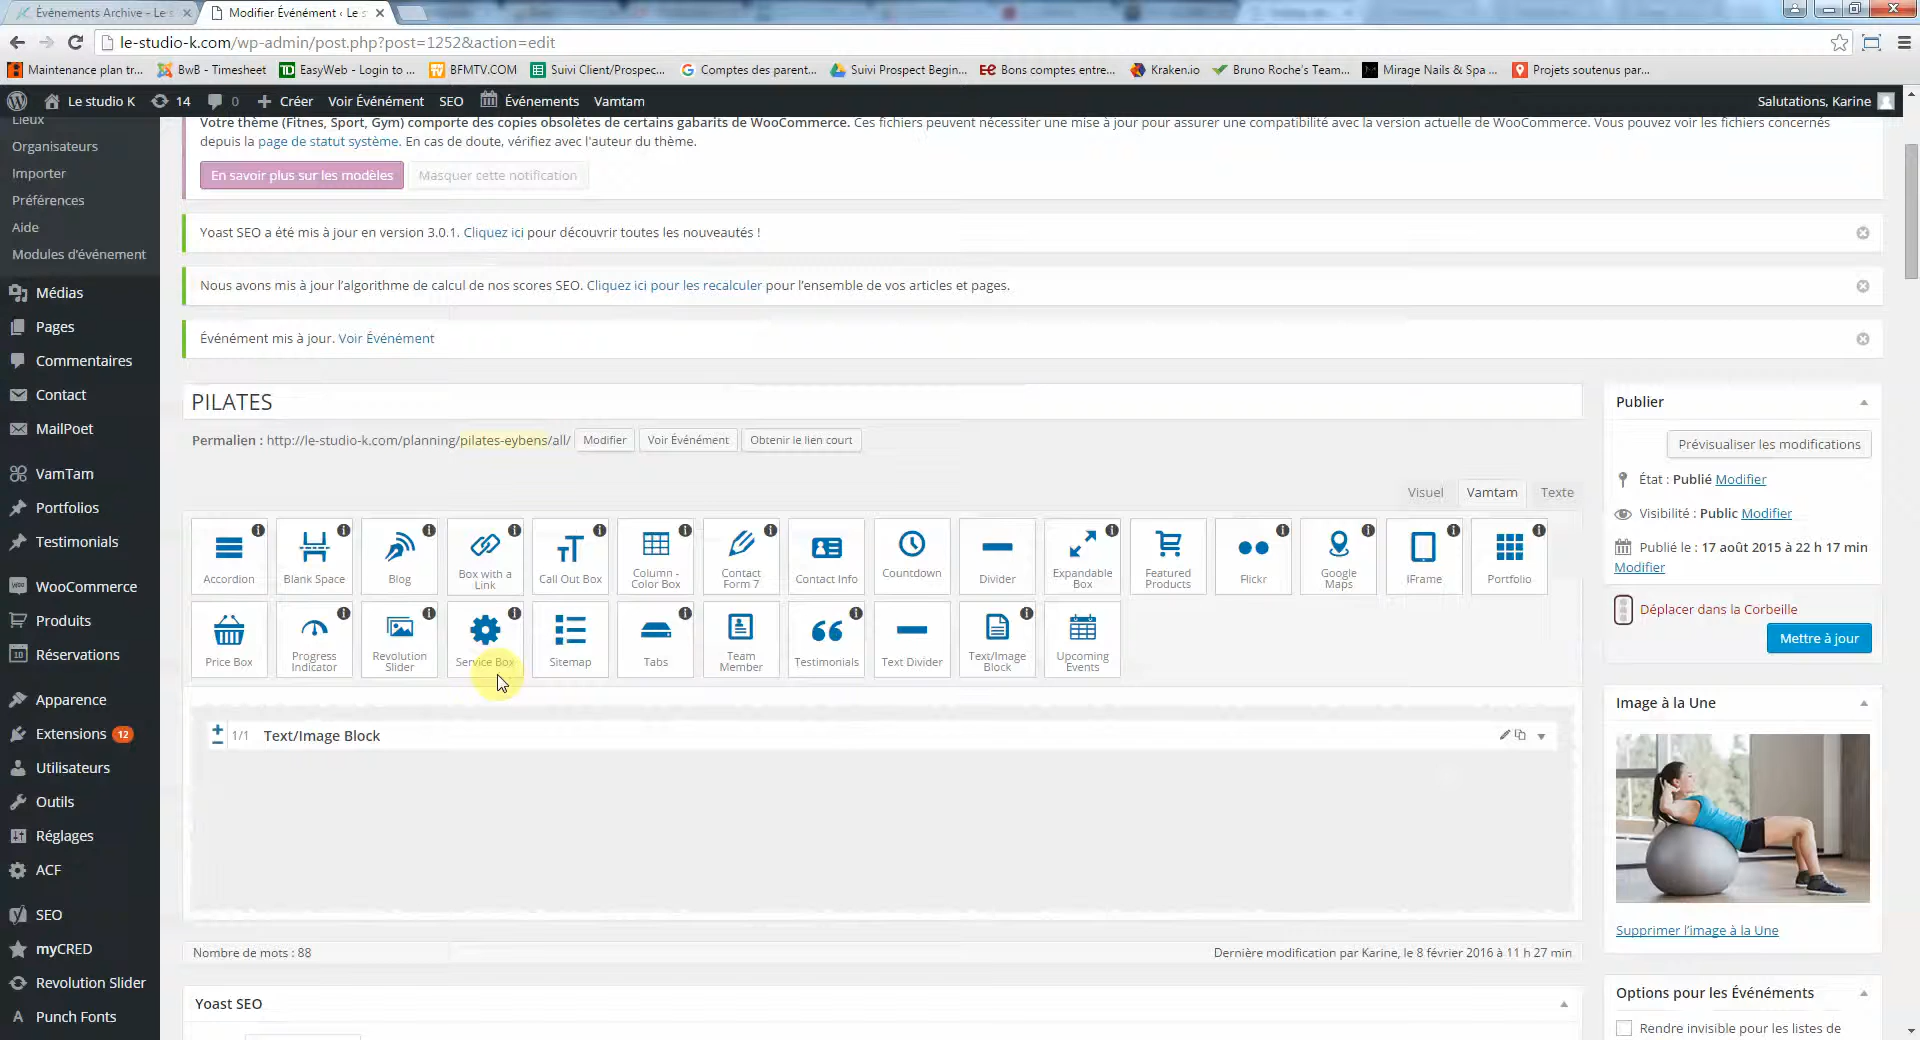 Événements Archive - Le s
Modifier Événément ‹ Le s
le-studio-k.com/wp-admin/post.php?post=1252&action=edit
Maintenance plan tr... BwB - Timesheet EasyWeb - Login to ... BFMTV.COM Suivi Client/Prospec... Comptes des parent... Suivi Prospect Begin... Bons comptes entre... Kraken.io Bruno Roche's Team... Mirage Nails & Spa ... Projets soutenus par...
Le studio K 14 0 Créer Voir Événément SEO Événements Vamtam Salutations, Karine
Lieux
Organisateurs
Importer
Préférences
Aide
Modules d'événement
Médias
Pages
Commentaires
Contact
MailPoet
VamTam
Portfolios
Testimonials
WooCommerce
Produits
Réservations
Apparence
Extensions 12
Utilisateurs
Outils
Réglages
ACF
SEO
myCRED
Revolution Slider
Punch Fonts
Votre thème (Fitnes, Sport, Gym) comporte des copies obsolètes de certains gabarits de WooCommerce. Ces fichiers peuvent nécessiter une mise à jour pour assurer une compatibilité avec la version actuelle de WooCommerce. Vous pouvez voir les fichiers concernés
depuis la page de statut système. En cas de doute, vérifiez avec l'auteur du thème.
En savoir plus sur les modèles Masquer cette notification
Yoast SEO a été mis à jour en version 3.0.1. Cliquez ici pour découvrir toutes les nouveautés !
Nous avons mis à jour l'algorithme de calcul de nos scores SEO. Cliquez ici pour les recalculer pour l'ensemble de vos articles et pages.
Événément mis à jour. Voir Événément
PILATES
Permalien : http://le-studio-k.com/planning/pilates-eybens/all/ Modifier Voir Événément Obtenir le lien court
Visuel Vamtam Texte
Accordion
Blank Space
Blog
Box with a
Link
Call Out Box
Column -
Color Box
Contact
Form 7
Contact Info
Countdown
Divider
Expandable
Box
Featured
Products
Flickr
Google
Maps
IFrame
Portfolio
Price Box
Progress
Indicator
Revolution
Slider
Service Box
Sitemap
Tabs
Team
Member
Testimonials
Text Divider
Text/Image
Block
Upcoming
Events
1/1 Text/Image Block
Nombre de mots : 88
Dernière modification par Karine, le 8 février 2016 à 11 h 27 min
Yoast SEO
Publier
Prévisualiser les modifications
État : Publié Modifier
Visibilité : Public Modifier
Publié le : 17 août 2015 à 22 h 17 min
Modifier
Déplacer dans la Corbeille
Mettre à jour
Image à la Une
Supprimer l'image à la Une
Options pour les Événéments
Rendre invisible pour les listes de